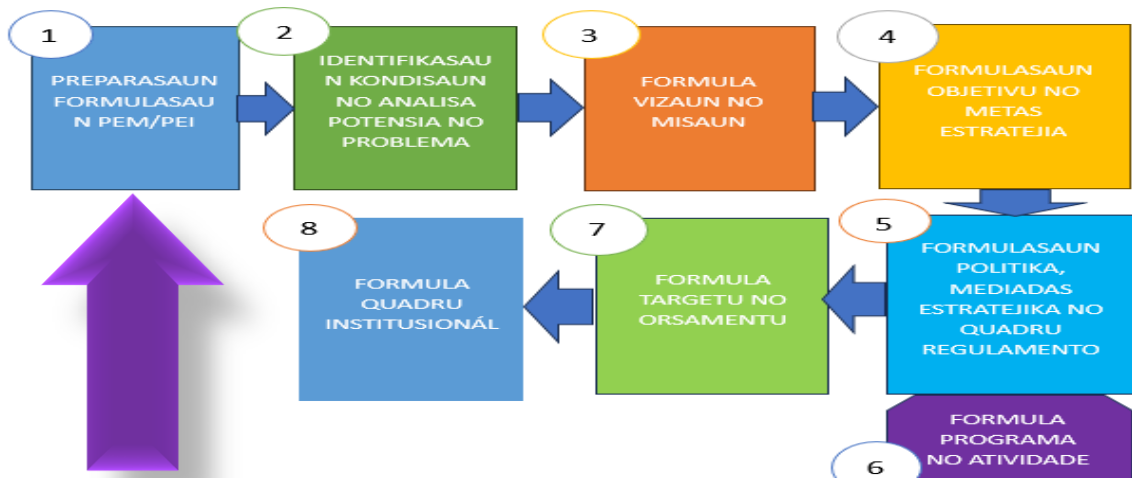 1
PREPARASAUN
FORMULASAU
N PEM/PEI
2
IDENTIFIKASAU
N KONDISAUN
NO ANALISA
POTENSIA NO
PROBLEMA
3
FORMULA
VIZAUN NO
MISAUN
4
FORMULASAUN
OBJETIVU NO
METAS
ESTRATEJIA
5
FORMULASAUN
POLITIKA,
MEDIADAS
ESTRATEJIKA NO
QUADRU
REGULAMENTO
6
FORMULA
PROGRAMA
NO ATIVIDADE
7
FORMULA
TARGETU NO
ORSAMENTU
8
FORMULA
QUADRU
INSTITUSIONÁL